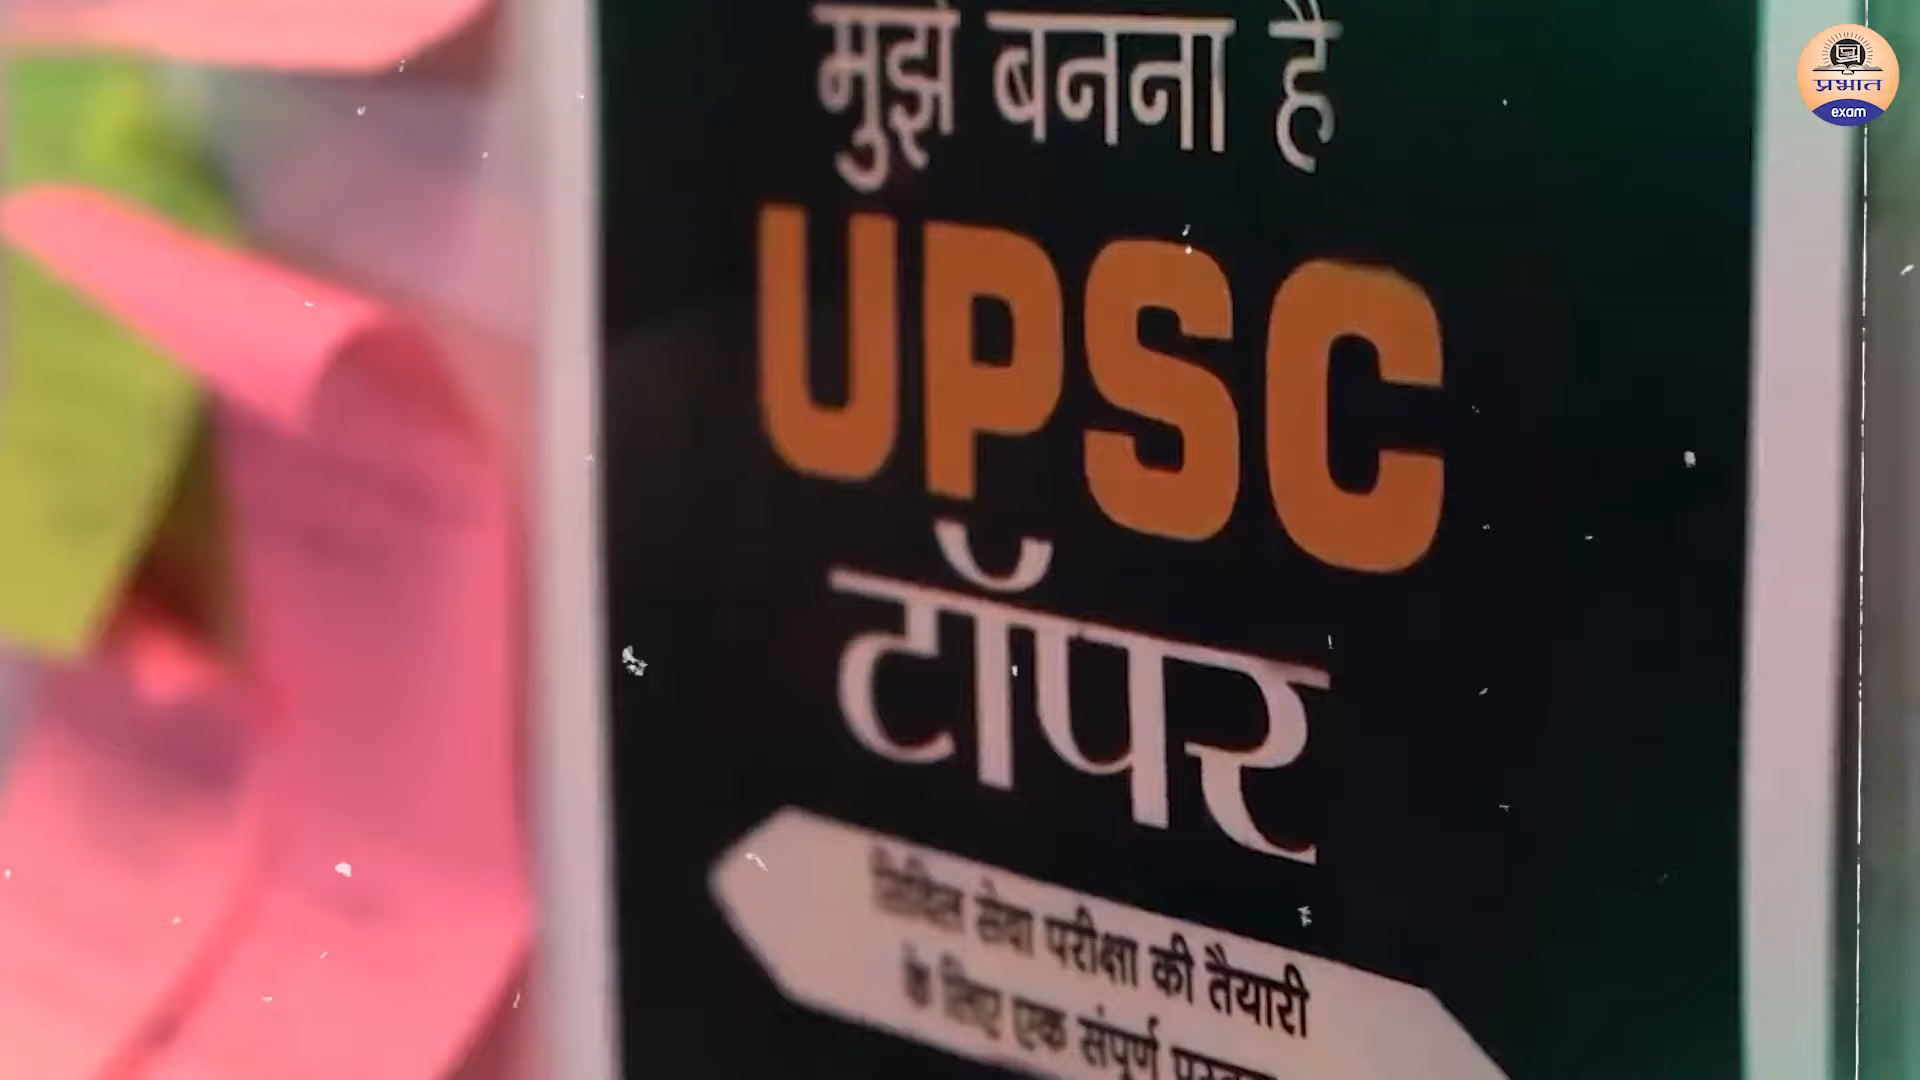 मुझे बनना है
UPSC
टॉपर
सिविल सेवा परीक्षा की तैयारी
के लिए एक संपूर्ण
प्रभात
exam